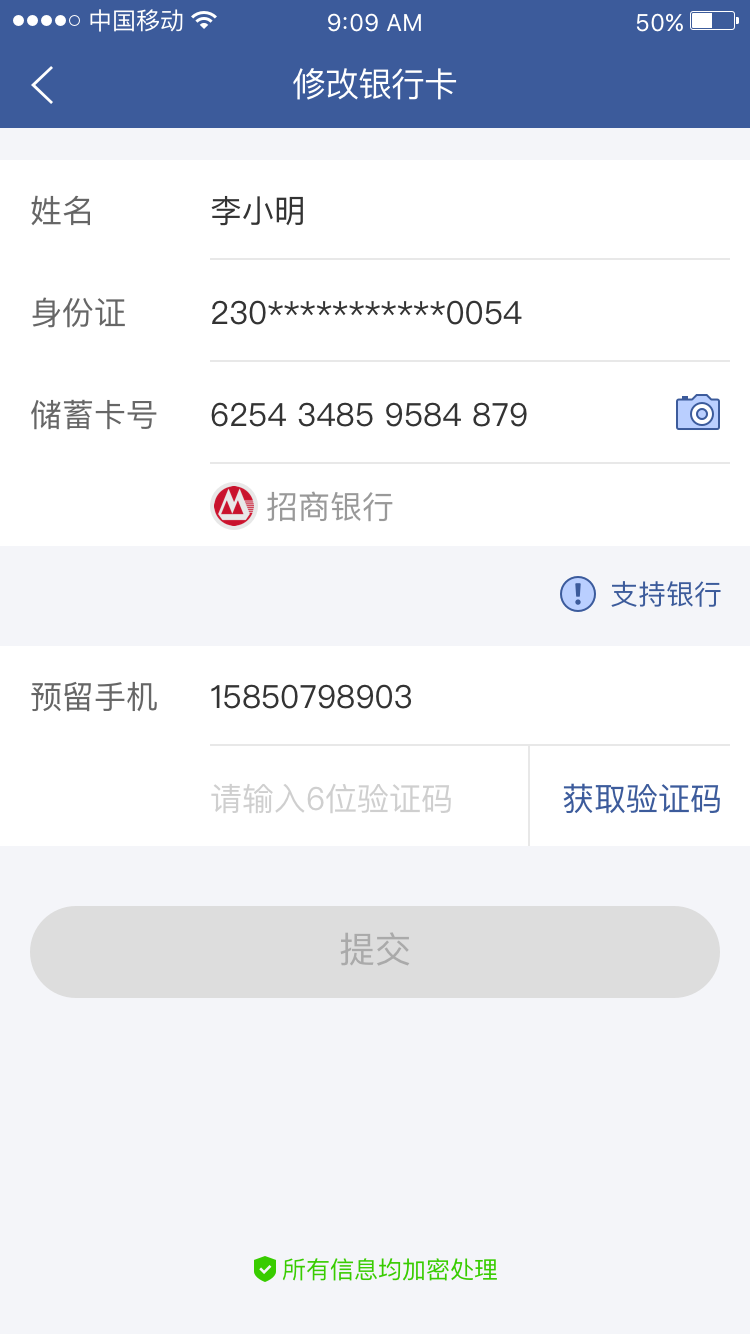 中国移动 9:09 AM 50%
修改银行卡
姓名 李小明
身份证 230***********0054
储蓄卡号 6254 3485 9584 879
招商银行
支持银行
预留手机 15850798903
请输入6位验证码 获取验证码
提交
所有信息均加密处理